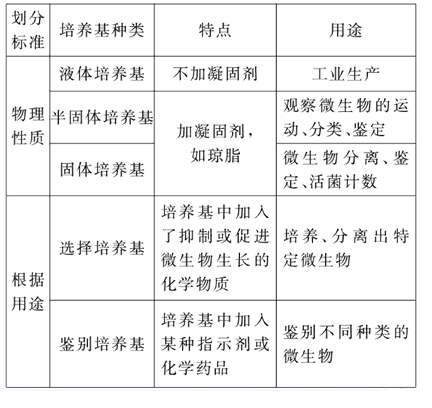 划分
标准
培养基种类
特点
用途
物理
性质
液体培养基
不加凝固剂
工业生产
半固体培养基
加凝固剂，
如琼脂
观察微生物的运
动、分类、鉴定
固体培养基
微生物分离、鉴
定、活菌计数
根据
用途
选择培养基
培养基中加入
了抑制或促进
微生物生长的
化学物质
培养、分离出特
定微生物
鉴别培养基
培养基中加入
某种指示剂或
化学药品
鉴别不同种类的
微生物